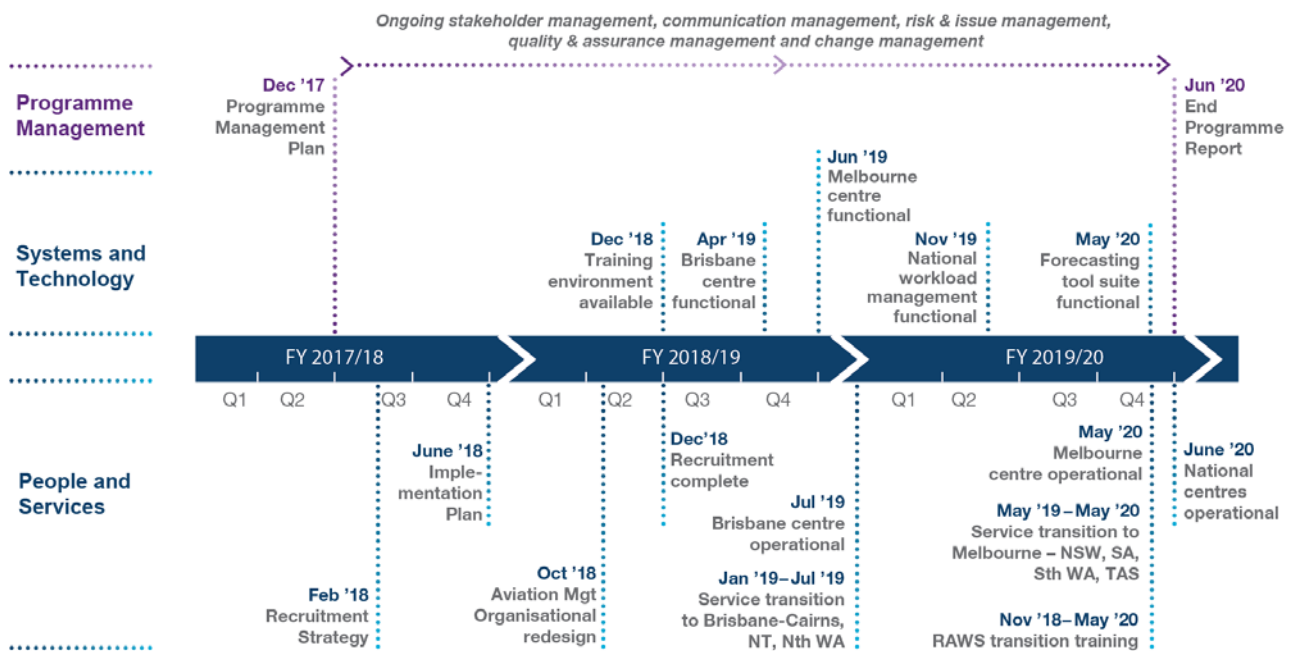 Ongoing stakeholder management, communication management, risk & issue management,
quality & assurance management and change management
Programme
Management
Dec ’17
Programme
Management
Plan
Jun ’20
End
Programme
Report
Systems and
Technology
Dec ’18
Training
environment
available
Apr ’19
Brisbane
centre
functional
Jun ’19
Melbourne
centre
functional
Nov ’19
National
workload
management
functional
May ’20
Forecasting
tool suite
functional
FY 2017/18
FY 2018/19
FY 2019/20
Q1
Q2
Q3
Q4
Q1
Q2
Q3
Q4
Q1
Q2
Q3
Q4
People and
Services
Feb ’18
Recruitment
Strategy
June ’18
Imple-
mentation
Plan
Oct ’18
Aviation Mgt
Organisational
redesign
Dec’18
Recruitment
complete
Jul ’19
Brisbane centre
operational
Jan ’19–Jul ’19
Service transition
to Brisbane-Cairns,
NT, Nth WA
May ’20
Melbourne
centre operational
May ’19–May ’20
Service transition to
Melbourne – NSW, SA,
Sth WA, TAS
Nov ’18–May ’20
RAWS transition training
June ’20
National
centres
operational